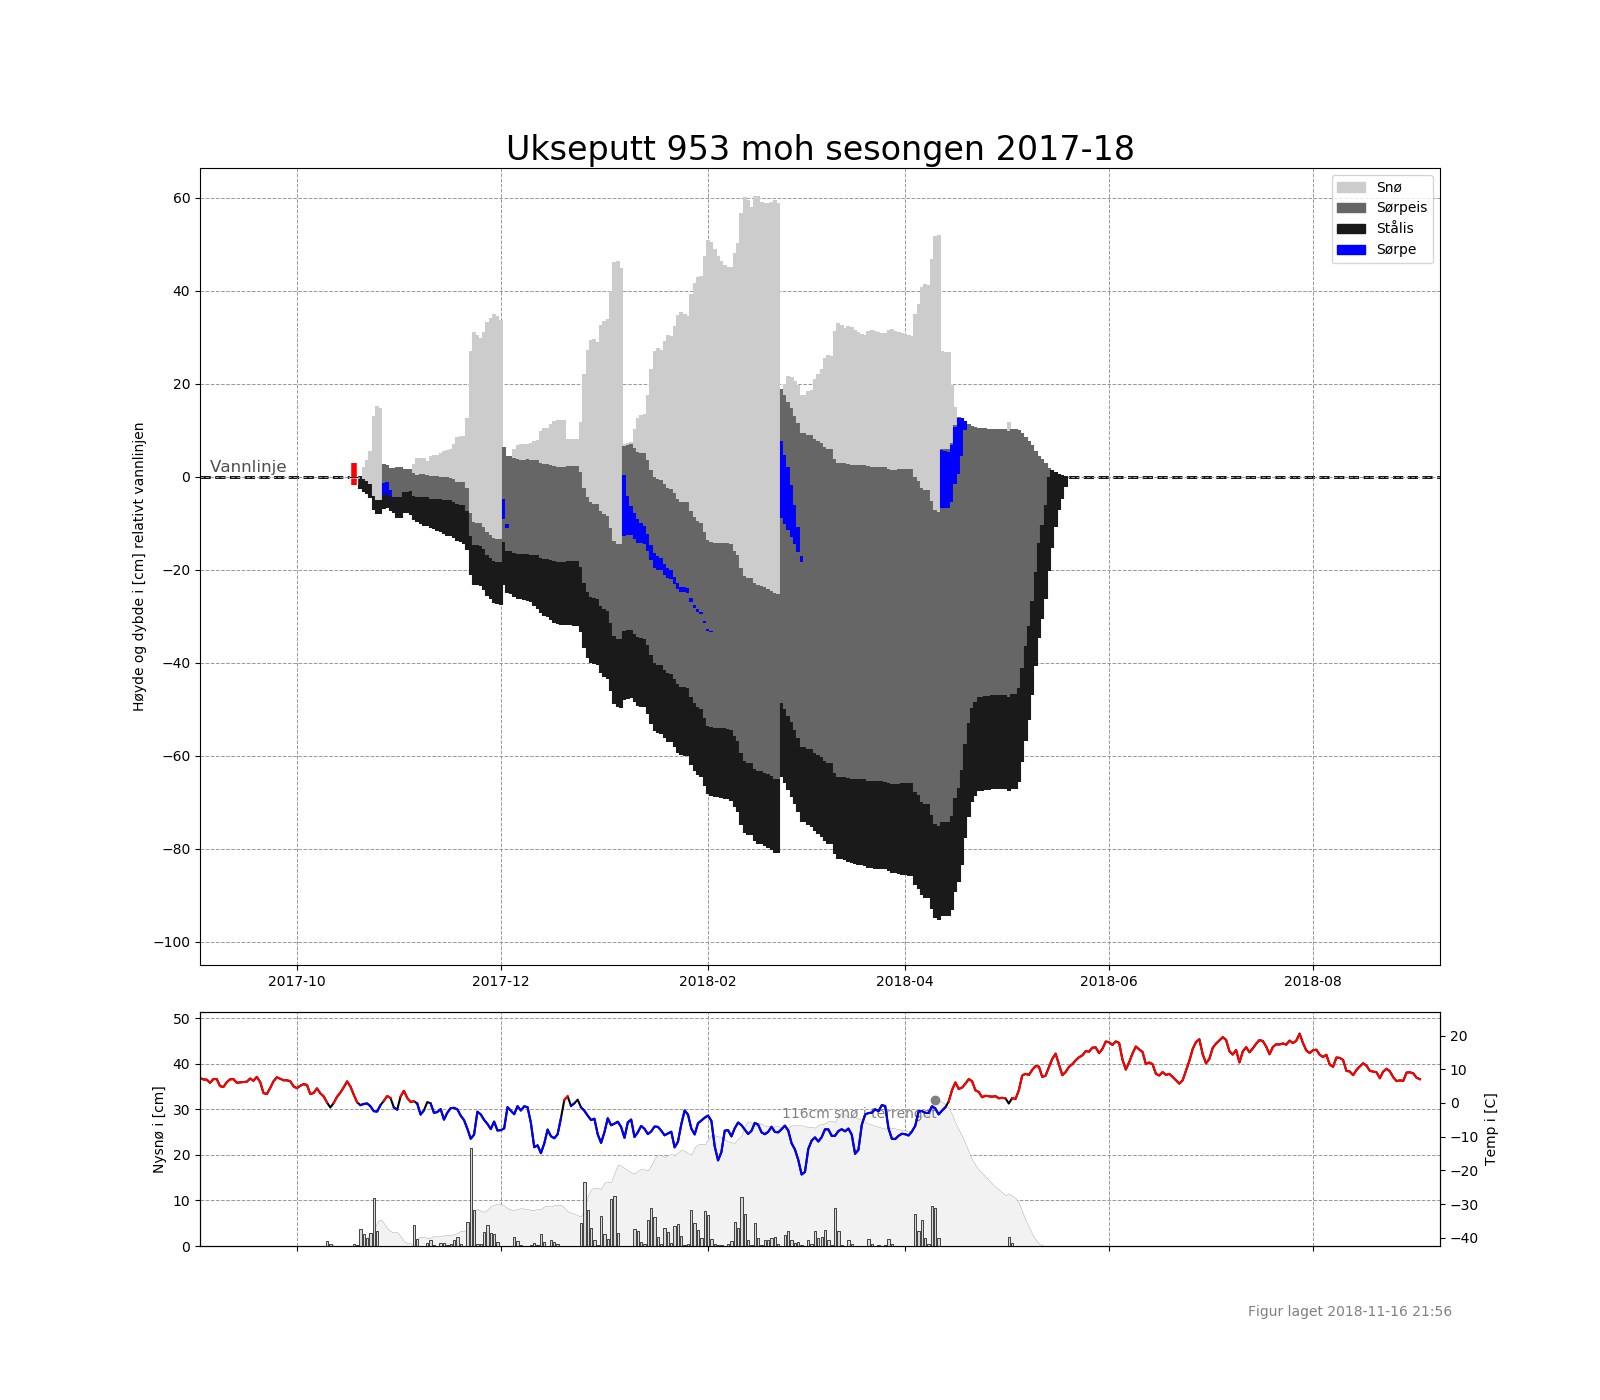 Ukseputt 953 moh sesongen 2017-18
Snø
Sørpeis
Stålis
Sørpe
60
40
20
0
−20
−40
−60
−80
−100
Høyde og dybde i [cm] relativt vannlinjen
Vannlinje
2017-10
2017-12
2018-02
2018-04
2018-06
2018-08
50
40
30
20
10
0
Nysnø i [cm]
116cm snø i terrenget
20
10
0
−10
−20
−30
−40
Temp i [C]
Figur laget 2018-11-16 21:56